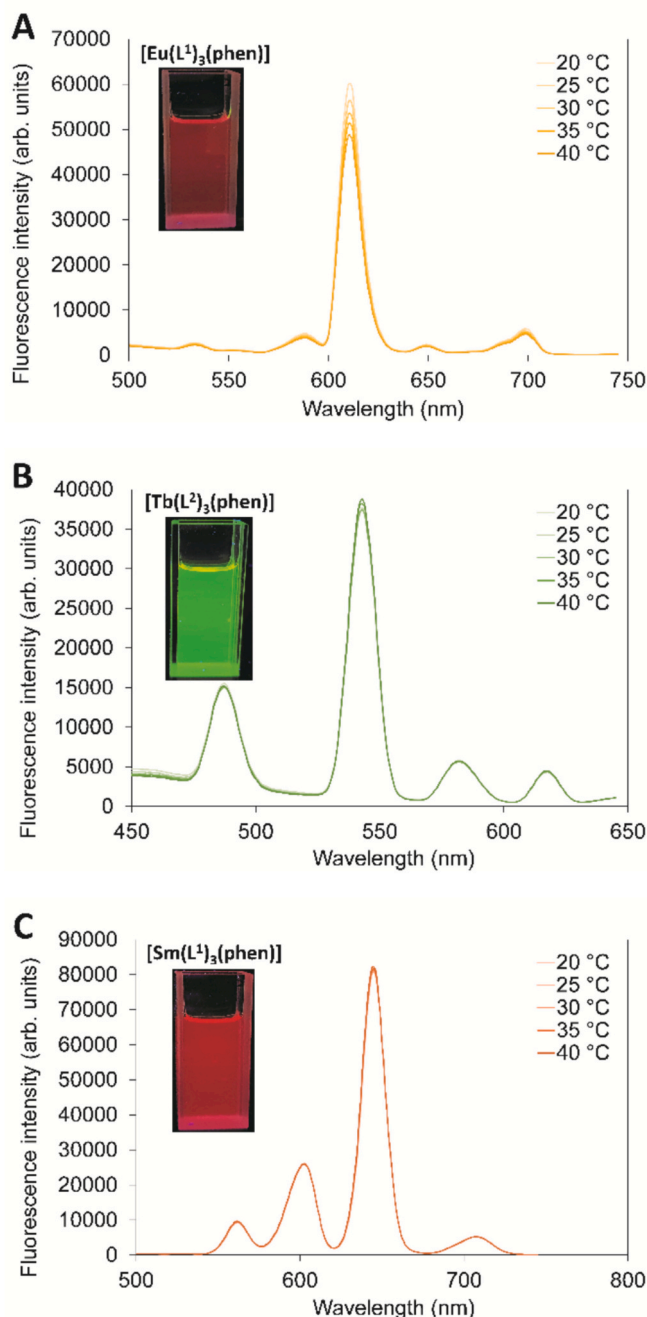 A
[Eu(L¹)₃(phen)]
70000
60000
50000
40000
30000
20000
10000
0
Fluorescence intensity (arb. units)
20 °C
25 °C
30 °C
35 °C
40 °C
500 550 600 650 700 750
Wavelength (nm)
B
[Tb(L²)₃(phen)]
40000
35000
30000
25000
20000
15000
10000
5000
0
Fluorescence intensity (arb. units)
20 °C
25 °C
30 °C
35 °C
40 °C
450 500 550 600 650
Wavelength (nm)
C
[Sm(L¹)₃(phen)]
90000
80000
70000
60000
50000
40000
30000
20000
10000
0
Fluorescence intensity (arb. units)
20 °C
25 °C
30 °C
35 °C
40 °C
500 600 700 800
Wavelength (nm)